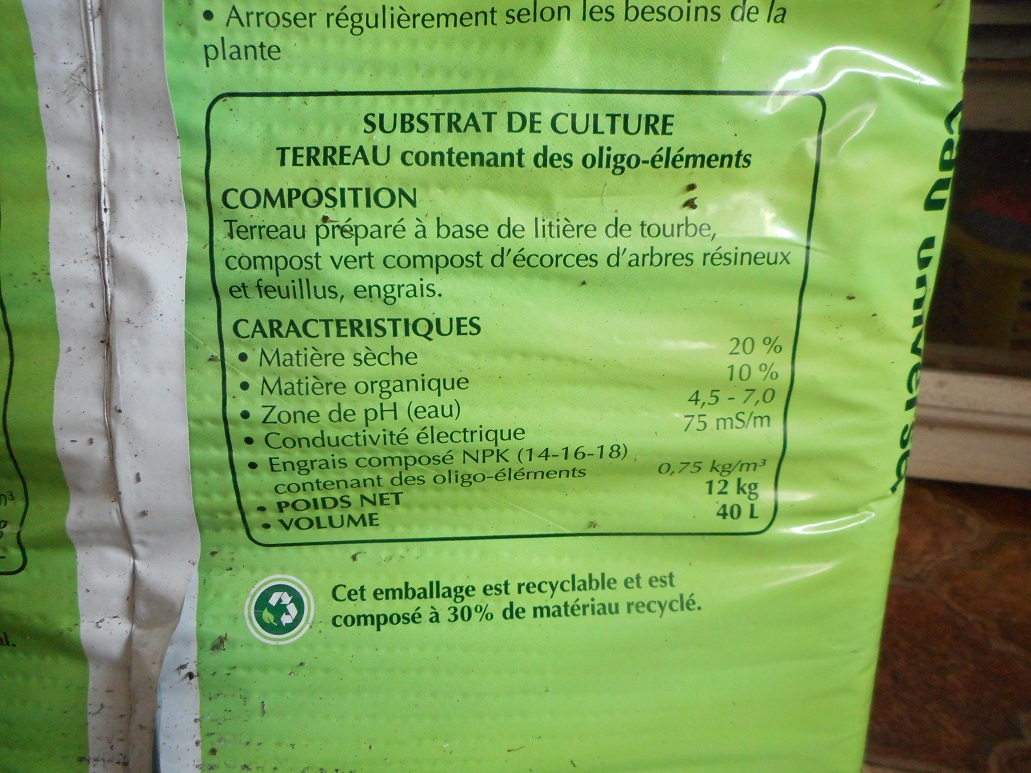 • Arroser régulièrement selon les besoins de la
plante
SUBSTRAT DE CULTURE
TERREAU contenant des oligo-éléments
COMPOSITION
Terreau préparé à base de litière de tourbe,
compost vert compost d'écorces d'arbres résineux
et feuillus, engrais.
CARACTERISTIQUES
• Matière sèche 20 %
• Matière organique 10 %
• Zone de pH (eau) 4,5 - 7,0
• Conductivité électrique 75 mS/m
• Engrais composé NPK (14-16-18)
contenant des oligo-éléments 0,75 kg/m³
• POIDS NET 12 kg
• VOLUME 40 L
Cet emballage est recyclable et est
composé à 30% de matériau recyclé.
universel